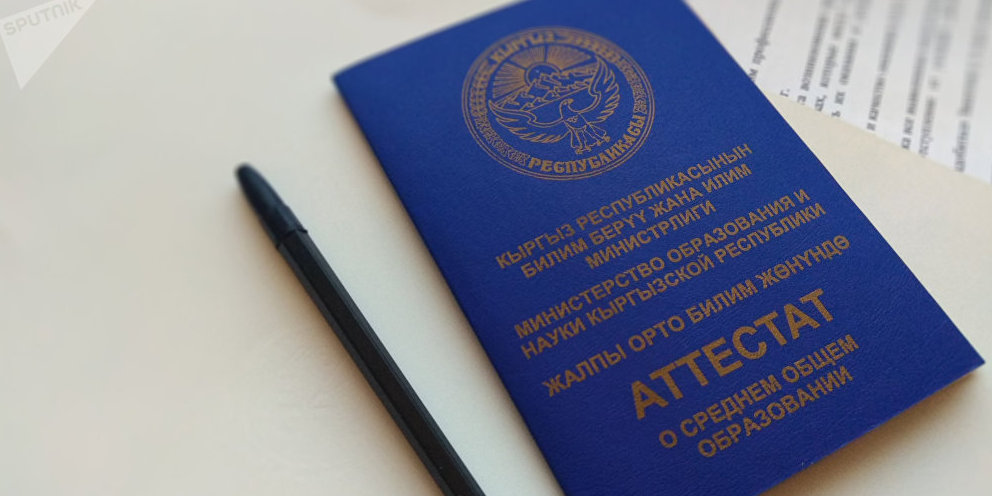 SPUTNIK
КЫРГЫЗ
РЕСПУБЛИКАСЫ
КЫРГЫЗ РЕСПУБЛИКАСЫНЫН
БИЛИМ БЕРҮҮ ЖАНА ИЛИМ
МИНИСТРЛИГИ
МИНИСТЕРСТВО ОБРАЗОВАНИЯ И
НАУКИ КЫРГЫЗСКОЙ РЕСПУБЛИКИ
ЖАЛПЫ ОРТО БИЛИМ ЖӨНҮНДӨ
АТТЕСТАТ
О СРЕДНЕМ ОБЩЕМ
ОБРАЗОВАНИИ